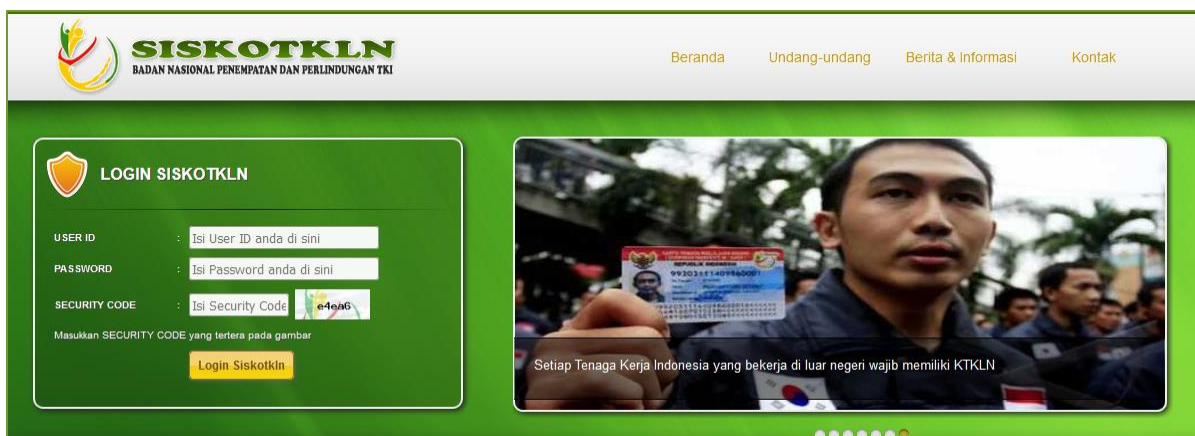 SISKOTKLN
BADAN NASIONAL PENEMPATAN DAN PERLINDUNGAN TKI
Beranda
Undang-undang
Berita & Informasi
Kontak
LOGIN SISKOTKLN
USER ID : Isi User ID anda di sini
PASSWORD : Isi Password anda di sini
SECURITY CODE : Isi Security Code e4ea6
Masukkan SECURITY CODE yang tertera pada gambar
Login Siskotkln
REPUBLIK INDONESIA
Setiap Tenaga Kerja Indonesia yang bekerja di luar negeri wajib memiliki KTKLN